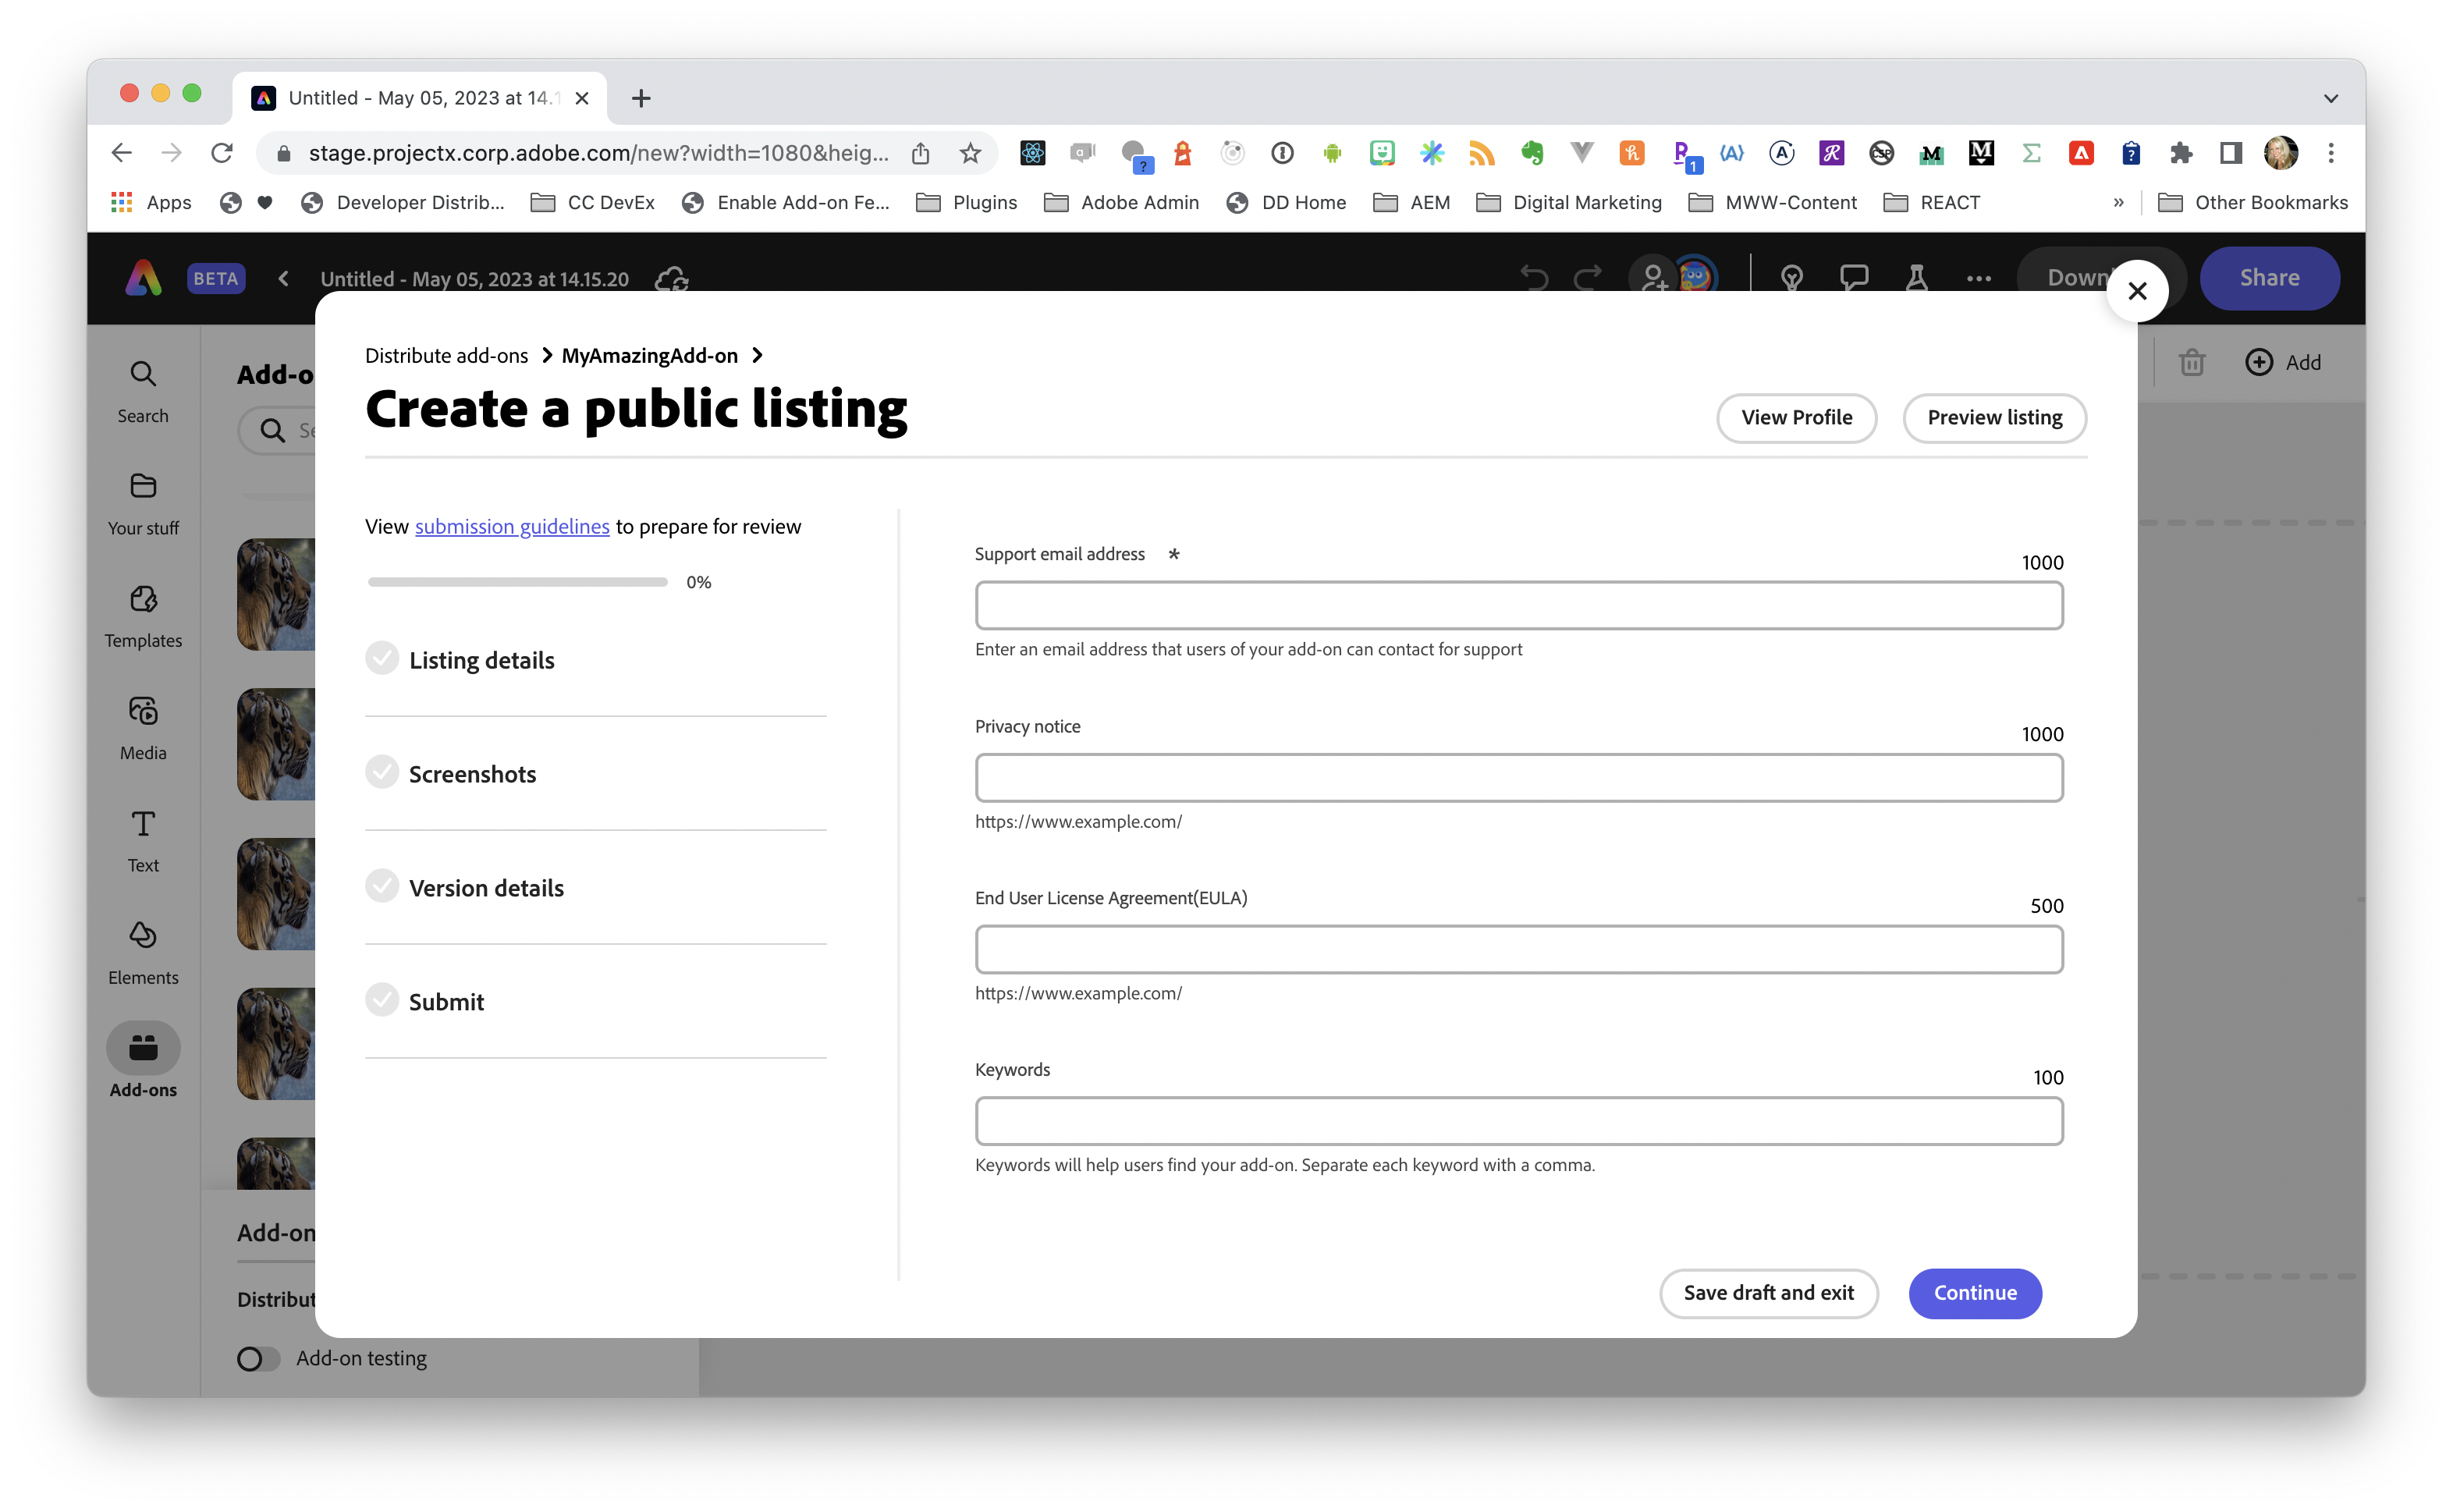 Untitled - May 05, 2023 at 14.1
stage.projectx.corp.adobe.com/new?width=1080&heig...
Apps
Developer Distrib...
CC DevEx
Enable Add-on Fe...
Plugins
Adobe Admin
DD Home
AEM
Digital Marketing
MWW-Content
REACT
»
Other Bookmarks
BETA
Untitled - May 05, 2023 at 14.15.20
Down
Share
Search
Your stuff
Templates
Media
Text
Elements
Add-ons
Add-o
Se
Add-on
Distribut
Add-on testing
Add
Distribute add-ons > MyAmazingAdd-on >
Create a public listing
View Profile
Preview listing
View submission guidelines to prepare for review
0%
Listing details
Screenshots
Version details
Submit
Support email address *
1000
Enter an email address that users of your add-on can contact for support
Privacy notice
1000
https://www.example.com/
End User License Agreement(EULA)
500
https://www.example.com/
Keywords
100
Keywords will help users find your add-on. Separate each keyword with a comma.
Save draft and exit
Continue